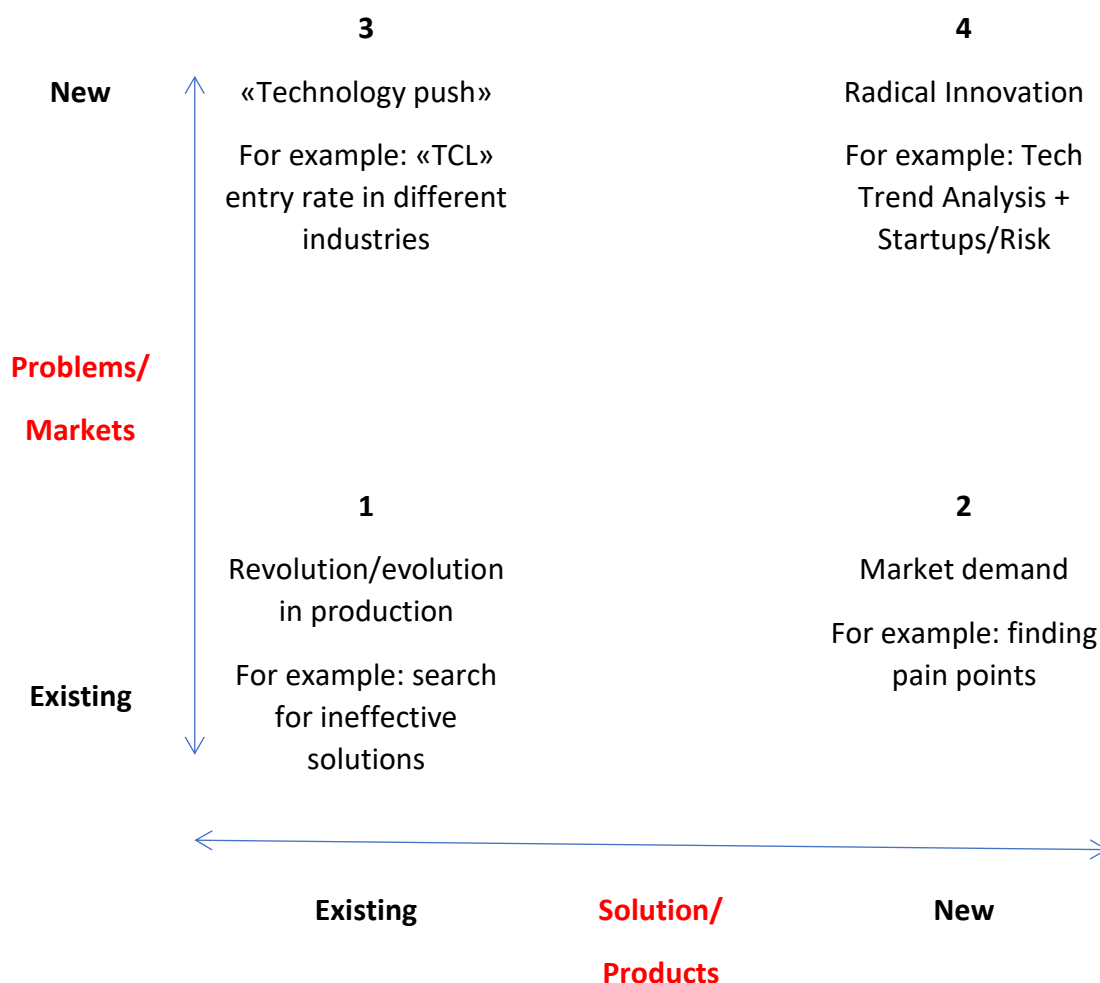 3
4
New
«Technology push»
Radical Innovation
For example: «TCL»
entry rate in different
industries
For example: Tech
Trend Analysis +
Startups/Risk
Problems/
Markets
1
2
Revolution/evolution
in production
Market demand
For example: finding
pain points
Existing
For example: search
for ineffective
solutions
Existing
Solution/
Products
New